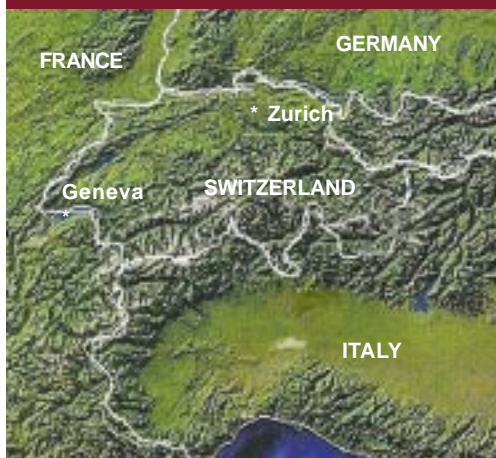 GERMANY
FRANCE
* Zurich
Geneva
*
SWITZERLAND
ITALY